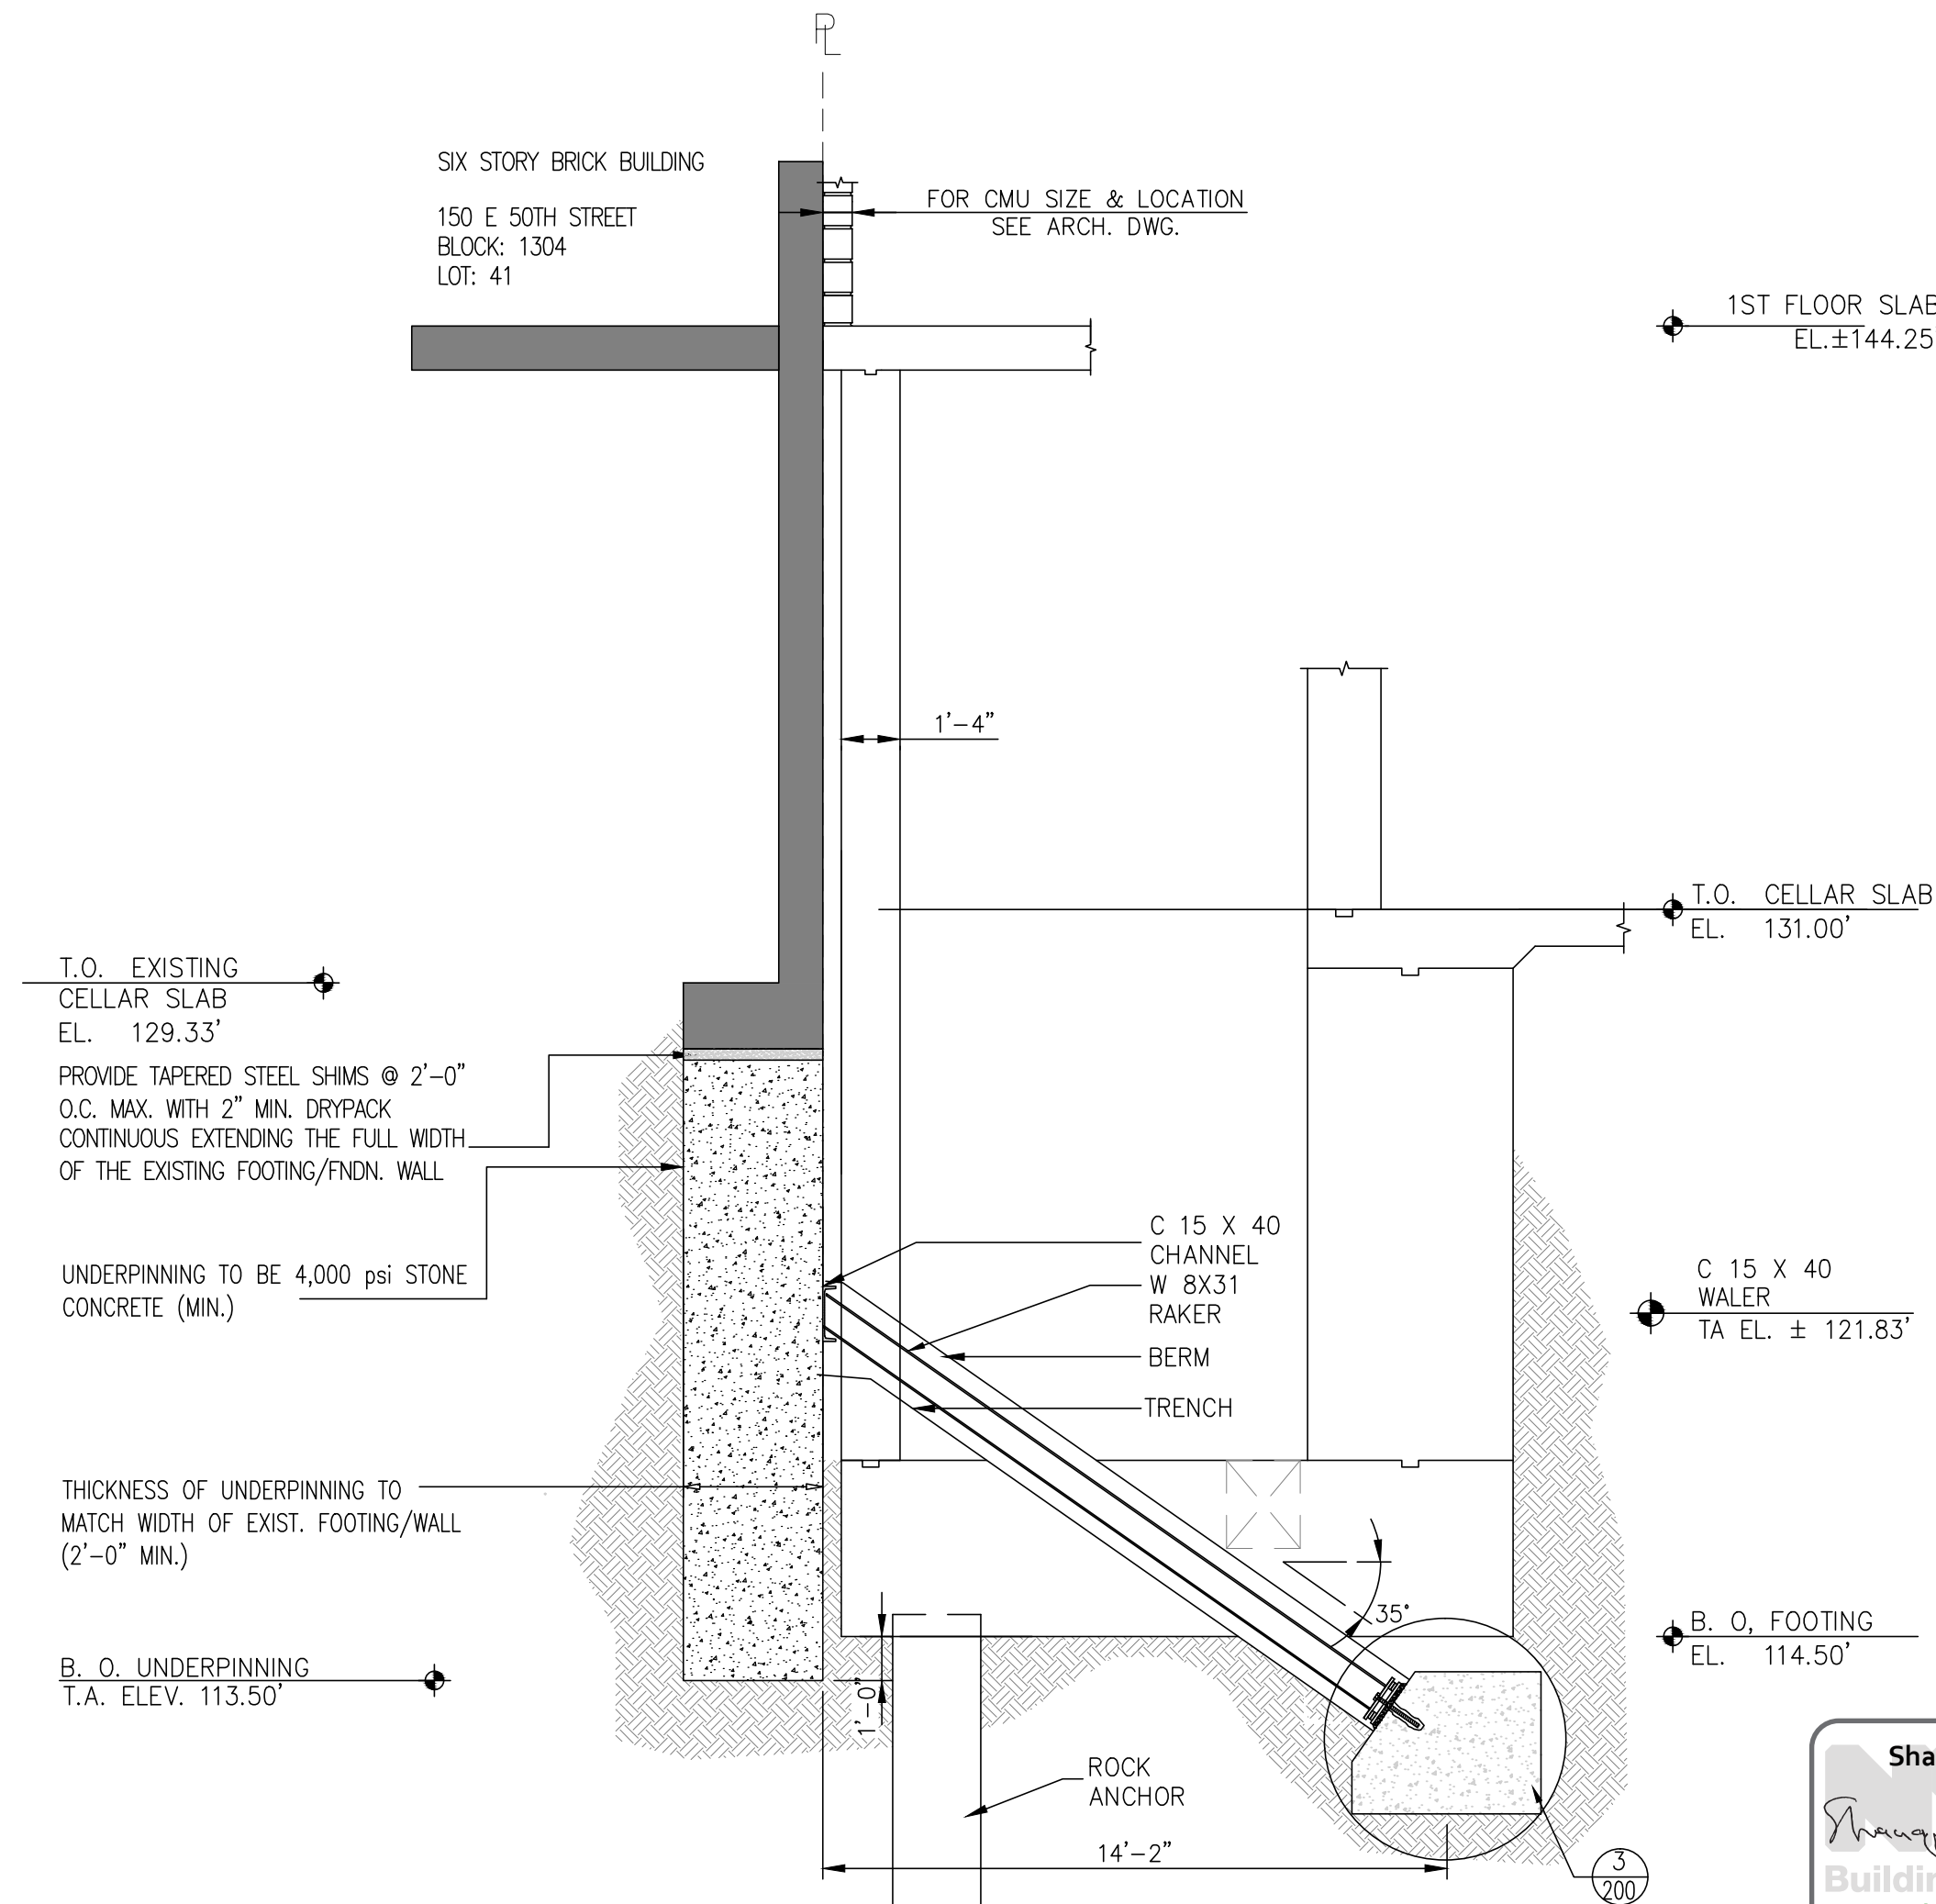 PL
SIX STORY BRICK BUILDING
150 E 50TH STREET
BLOCK: 1304
LOT: 41
FOR CMU SIZE & LOCATION
SEE ARCH. DWG.
1ST FLOOR SLAB
EL.±144.25
1'-4"
T.O. CELLAR SLAB
EL. 131.00'
T.O. EXISTING
CELLAR SLAB
EL. 129.33'
PROVIDE TAPERED STEEL SHIMS @ 2'-0"
O.C. MAX. WITH 2" MIN. DRYPACK
CONTINUOUS EXTENDING THE FULL WIDTH
OF THE EXISTING FOOTING/FNDN. WALL
UNDERPINNING TO BE 4,000 psi STONE
CONCRETE (MIN.)
C 15 X 40
CHANNEL
W 8X31
RAKER
BERM
TRENCH
C 15 X 40
WALER
TA EL. ± 121.83'
THICKNESS OF UNDERPINNING TO
MATCH WIDTH OF EXIST. FOOTING/WALL
(2'-0" MIN.)
35°
B. O, FOOTING
EL. 114.50'
B. O. UNDERPINNING
T.A. ELEV. 113.50'
1'-0"
ROCK
ANCHOR
14'-2"
3
200
Sha
Buildin